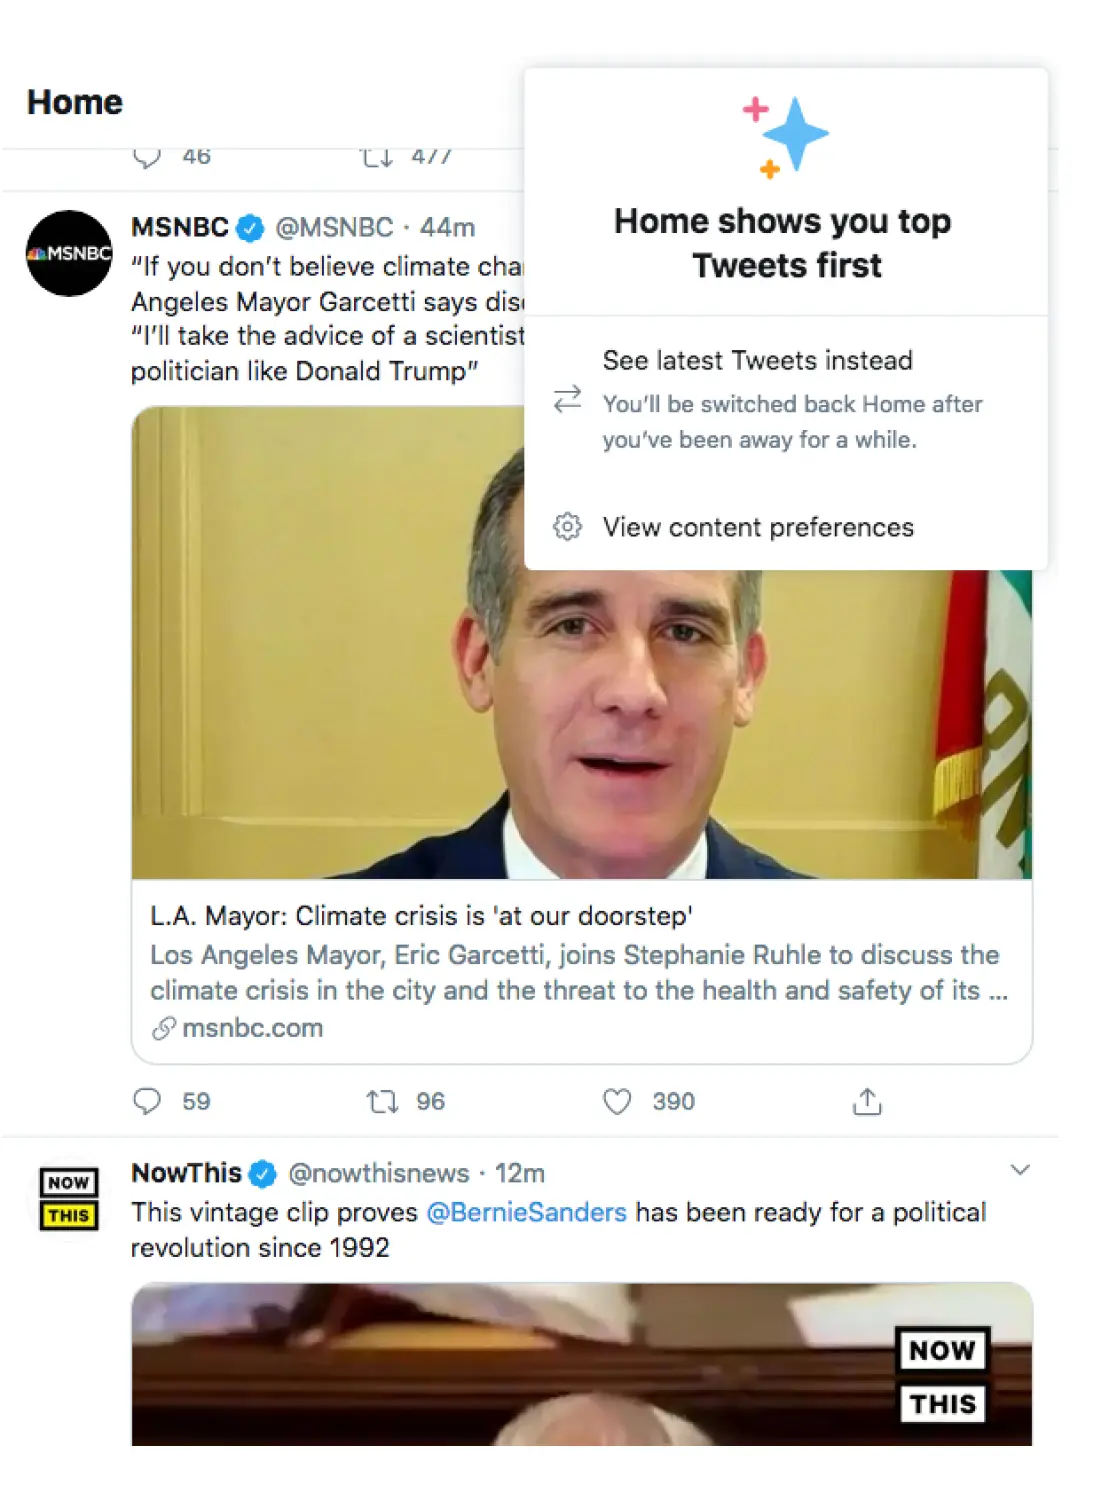 Home
46 477
Home shows you top
Tweets first
See latest Tweets instead
You’ll be switched back Home after
you’ve been away for a while.
View content preferences
MSNBC
MSNBC @MSNBC · 44m
“If you don’t believe climate
Angeles Mayor Garcetti says
“I’ll take the advice of a scientist
politician like Donald Trump”
L.A. Mayor: Climate crisis is 'at our doorstep'
Los Angeles Mayor, Eric Garcetti, joins Stephanie Ruhle to discuss the
climate crisis in the city and the threat to the health and safety of its ...
msnbc.com
59 96 390
NOW
THIS
NowThis @nowthisnews · 12m
This vintage clip proves @BernieSanders has been ready for a political
revolution since 1992
NOW
THIS